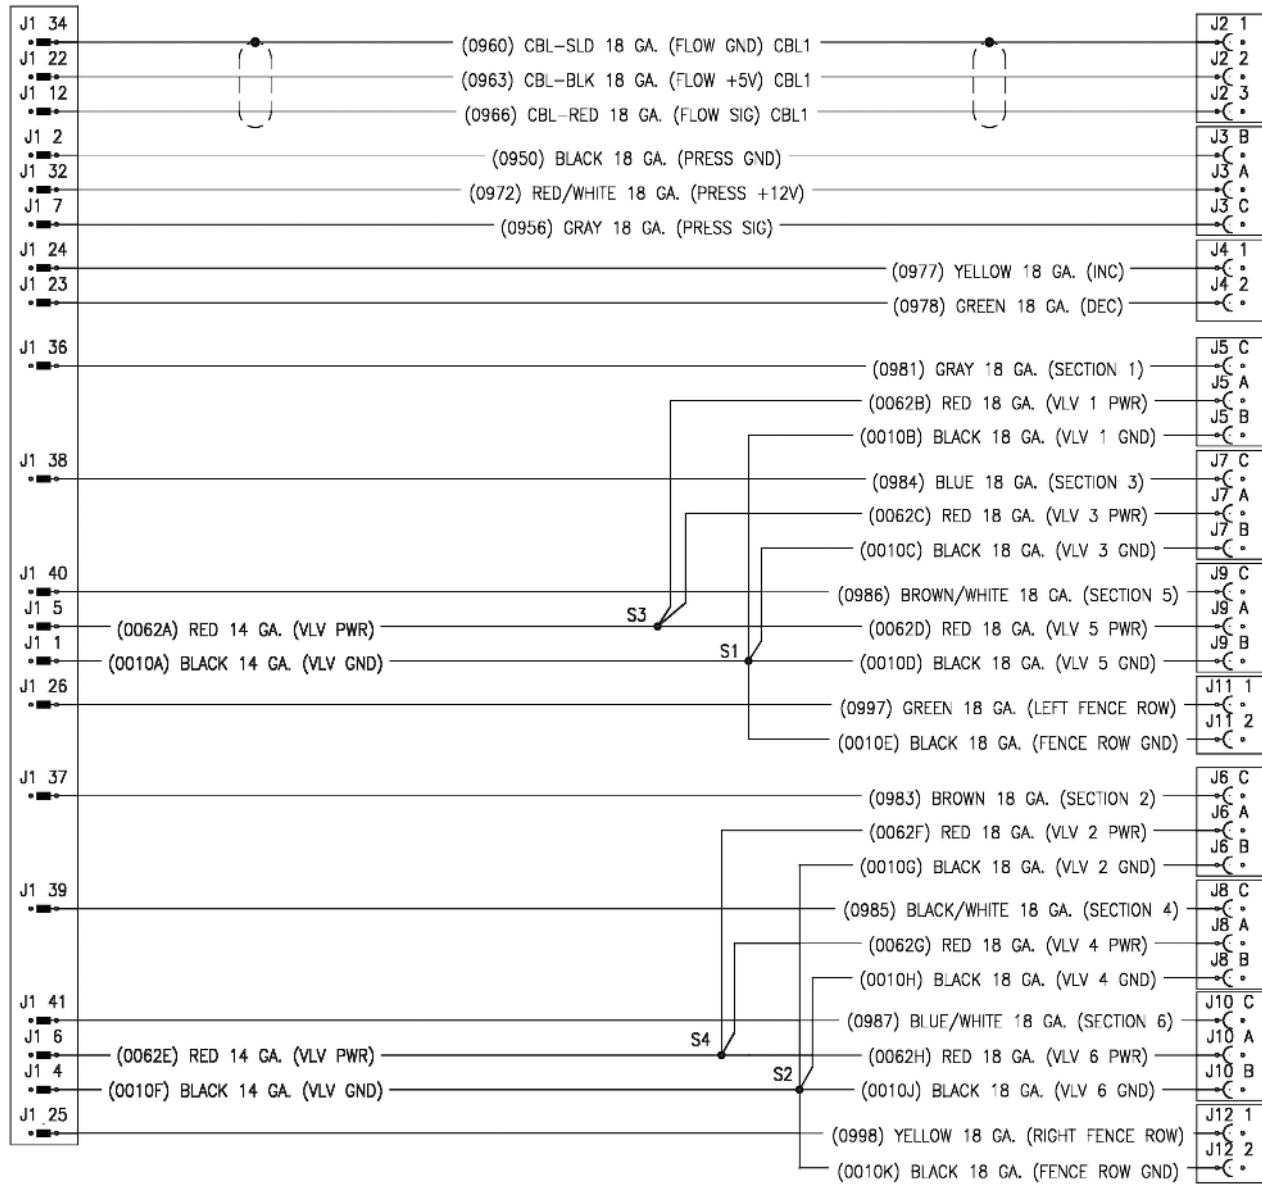 J1 34 (0960) CBL-SLD 18 GA. (FLOW GND) CBL1 J2 1
J1 22 (0963) CBL-BLK 18 GA. (FLOW +5V) CBL1 J2 2
J1 12 (0966) CBL-RED 18 GA. (FLOW SIG) CBL1 J2 3
J1 2 (0950) BLACK 18 GA. (PRESS GND) J3 B
J1 32 (0972) RED/WHITE 18 GA. (PRESS +12V) J3 A
J1 7 (0956) GRAY 18 GA. (PRESS SIG) J3 C
J1 24 (0977) YELLOW 18 GA. (INC) J4 1
J1 23 (0978) GREEN 18 GA. (DEC) J4 2
J1 36 (0981) GRAY 18 GA. (SECTION 1) J5 C
(0062B) RED 18 GA. (VLV 1 PWR) J5 A
(0010B) BLACK 18 GA. (VLV 1 GND) J5 B
J1 38 (0984) BLUE 18 GA. (SECTION 3) J7 C
(0062C) RED 18 GA. (VLV 3 PWR) J7 A
(0010C) BLACK 18 GA. (VLV 3 GND) J7 B
J1 40 (0986) BROWN/WHITE 18 GA. (SECTION 5) J9 C
J1 5 (0062A) RED 14 GA. (VLV PWR) S3 (0062D) RED 18 GA. (VLV 5 PWR) J9 A
J1 1 (0010A) BLACK 14 GA. (VLV GND) S1 (0010D) BLACK 18 GA. (VLV 5 GND) J9 B
J1 26 (0997) GREEN 18 GA. (LEFT FENCE ROW) J11 1
(0010E) BLACK 18 GA. (FENCE ROW GND) J11 2
J1 37 (0983) BROWN 18 GA. (SECTION 2) J6 C
(0062F) RED 18 GA. (VLV 2 PWR) J6 A
(0010G) BLACK 18 GA. (VLV 2 GND) J6 B
J1 39 (0985) BLACK/WHITE 18 GA. (SECTION 4) J8 C
(0062G) RED 18 GA. (VLV 4 PWR) J8 A
(0010H) BLACK 18 GA. (VLV 4 GND) J8 B
J1 41 (0987) BLUE/WHITE 18 GA. (SECTION 6) J10 C
J1 6 (0062E) RED 14 GA. (VLV PWR) S4 (0062H) RED 18 GA. (VLV 6 PWR) J10 A
J1 4 (0010F) BLACK 14 GA. (VLV GND) S2 (0010J) BLACK 18 GA. (VLV 6 GND) J10 B
J1 25 (0998) YELLOW 18 GA. (RIGHT FENCE ROW) J12 1
(0010K) BLACK 18 GA. (FENCE ROW GND) J12 2